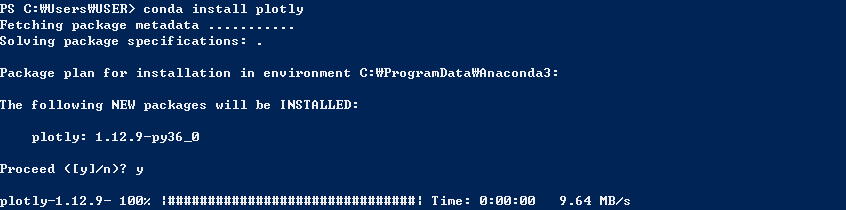 PS C:₩Users₩USER> conda install plotly
Fetching package metadata ...........
Solving package specifications: .
Package plan for installation in environment C:₩ProgramData₩Anaconda3:
The following NEW packages will be INSTALLED:
plotly: 1.12.9-py36_0
Proceed ([y]/n)? y
plotly-1.12.9- 100% |###############################| Time: 0:00:00   9.64 MB/s